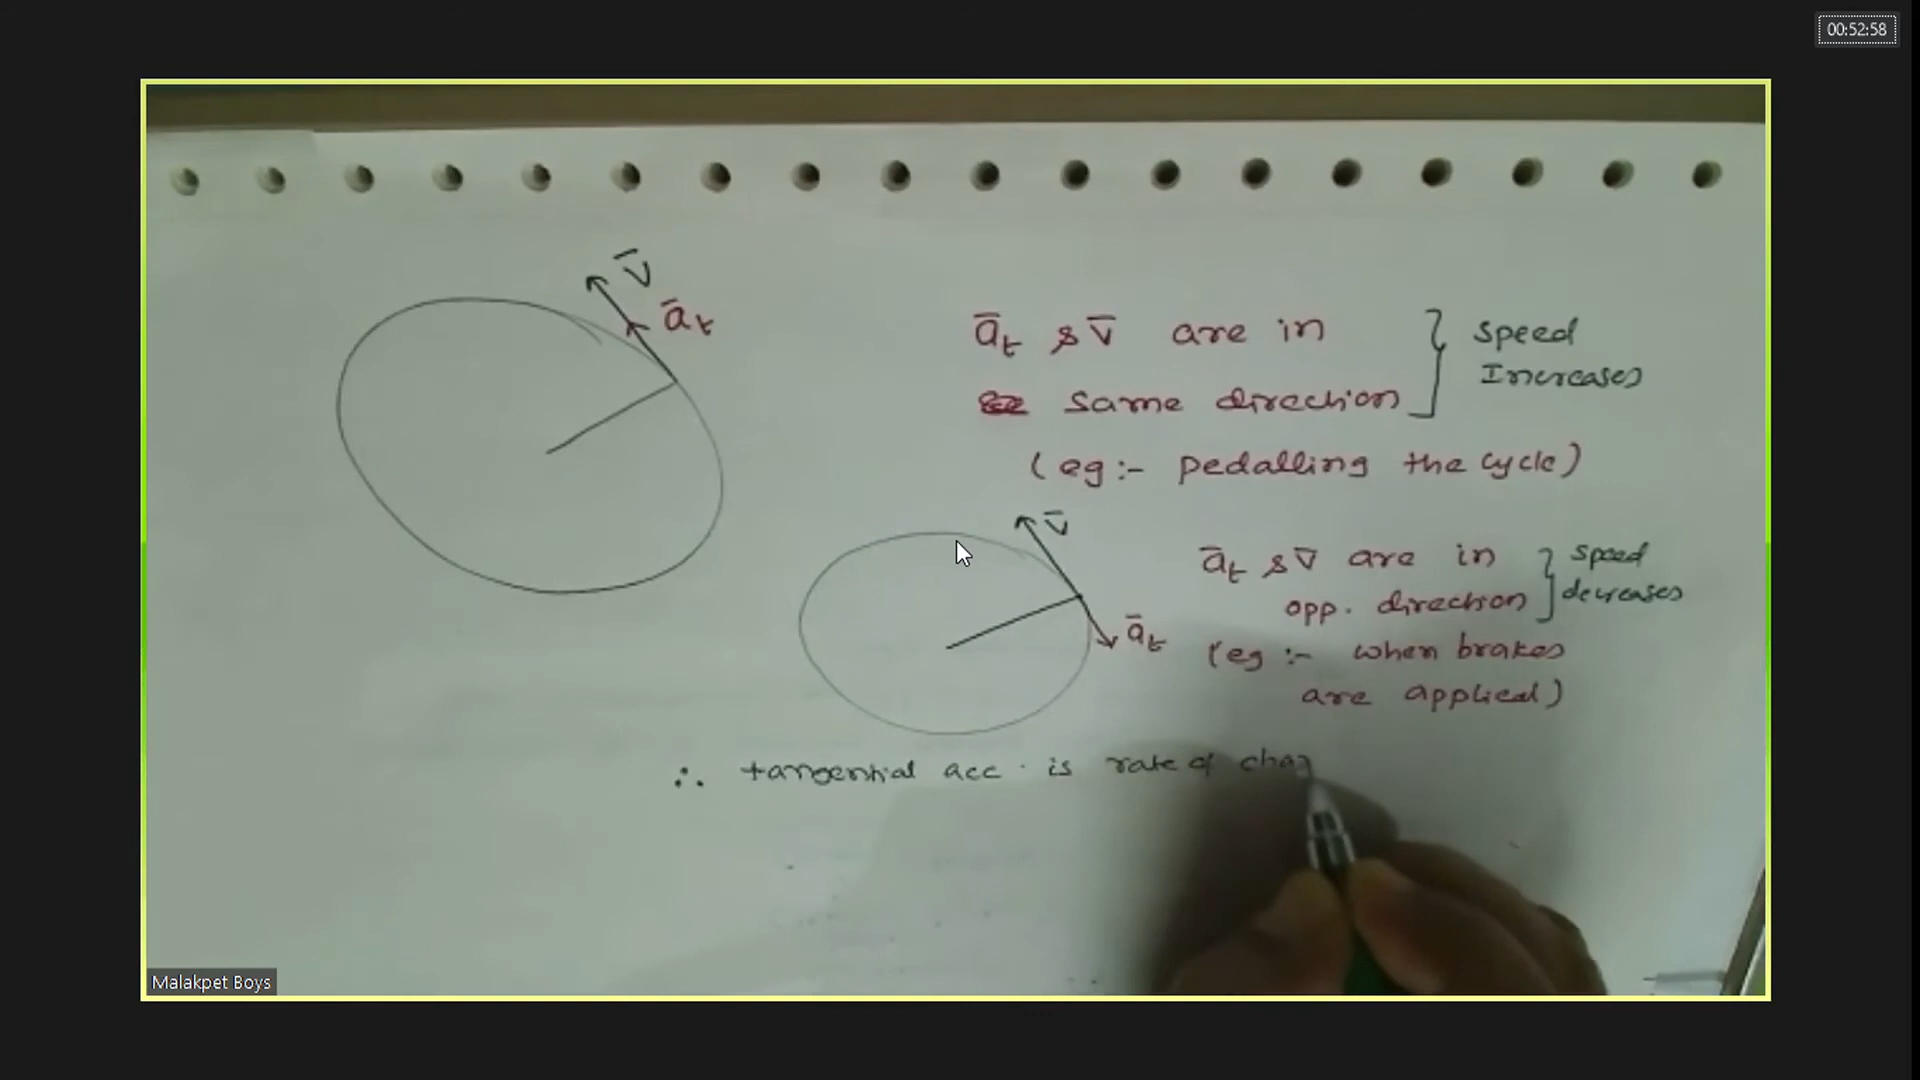 00:52:58
V̄
āt
āt & V̄ are in
same direction
} speed
Increases
(eg:- pedalling the cycle)
V̄
āt
āt & V̄ are in
opp. direction
} speed
decreases
(eg:- when brakes
are applied)
∴ tangential acc. is rate of chan
Malakpet Boys